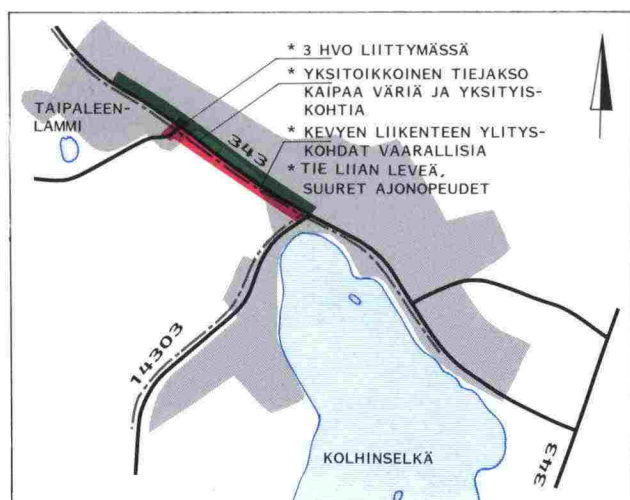 * 3 HVO LIITTYMÄSSÄ
* YKSITOIKKOINEN TIEJAKSO
KAIPAA VÄRIÄ JA YKSITYIS-
KOHTIA
* KEVYEN LIIKENTEEN YLITYS-
KOHDAT VAARALLISIA
* TIE LIIAN LEVEÄ,
SUURET AJONOPEUDET
TAIPALEEN-
LAMMI
343
14303
KOLHINSELKÄ
343